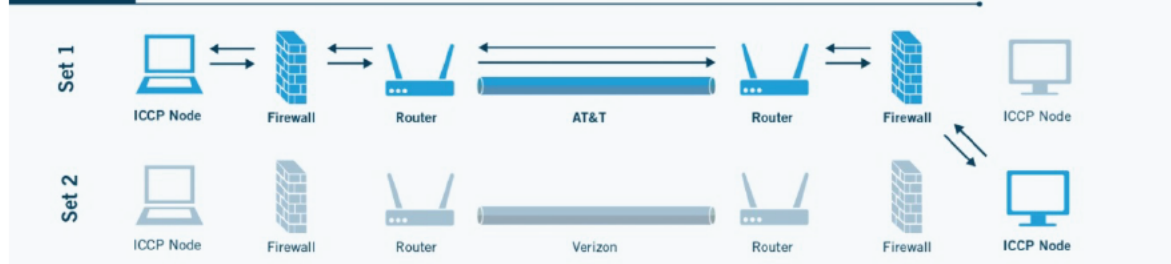 Set 1
ICCP Node
Firewall
Router
AT&T
Router
Firewall
ICCP Node
Set 2
ICCP Node
Firewall
Router
Verizon
Router
Firewall
ICCP Node